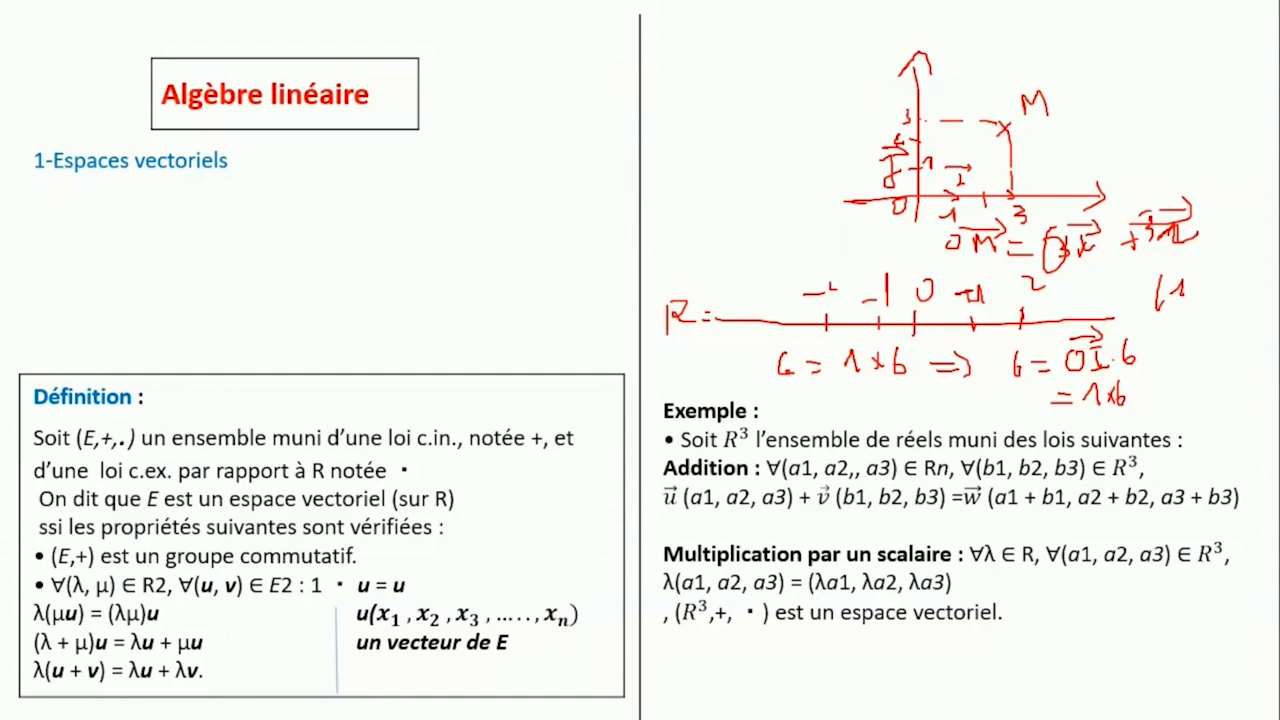 Algèbre linéaire
1-Espaces vectoriels
Définition :
Soit (E,+,.) un ensemble muni d’une loi c.in., notée +, et
d’une loi c.ex. par rapport à R notée ·
On dit que E est un espace vectoriel (sur R)
ssi les propriétés suivantes sont vérifiées :
• (E,+) est un groupe commutatif.
• ∀(λ, μ) ∈ R2, ∀(u, v) ∈ E2 : 1 · u = u
λ(μu) = (λμ)u
(λ + μ)u = λu + μu
λ(u + v) = λu + λv.
u(x₁ , x₂ , x₃ , ….. , xₙ)
un vecteur de E
M
3
1
0 1 3
R=
-1 0 1 2
6 = 1 x 6 => 6 = OI . 6
= 1x6
Exemple :
• Soit R³ l’ensemble de réels muni des lois suivantes :
Addition : ∀(a1, a2,, a3) ∈ Rn, ∀(b1, b2, b3) ∈ R³,
u⃗ (a1, a2, a3) + v⃗ (b1, b2, b3) =w⃗ (a1 + b1, a2 + b2, a3 + b3)
Multiplication par un scalaire : ∀λ ∈ R, ∀(a1, a2, a3) ∈ R³,
λ(a1, a2, a3) = (λa1, λa2, λa3)
, (R³,+, · ) est un espace vectoriel.